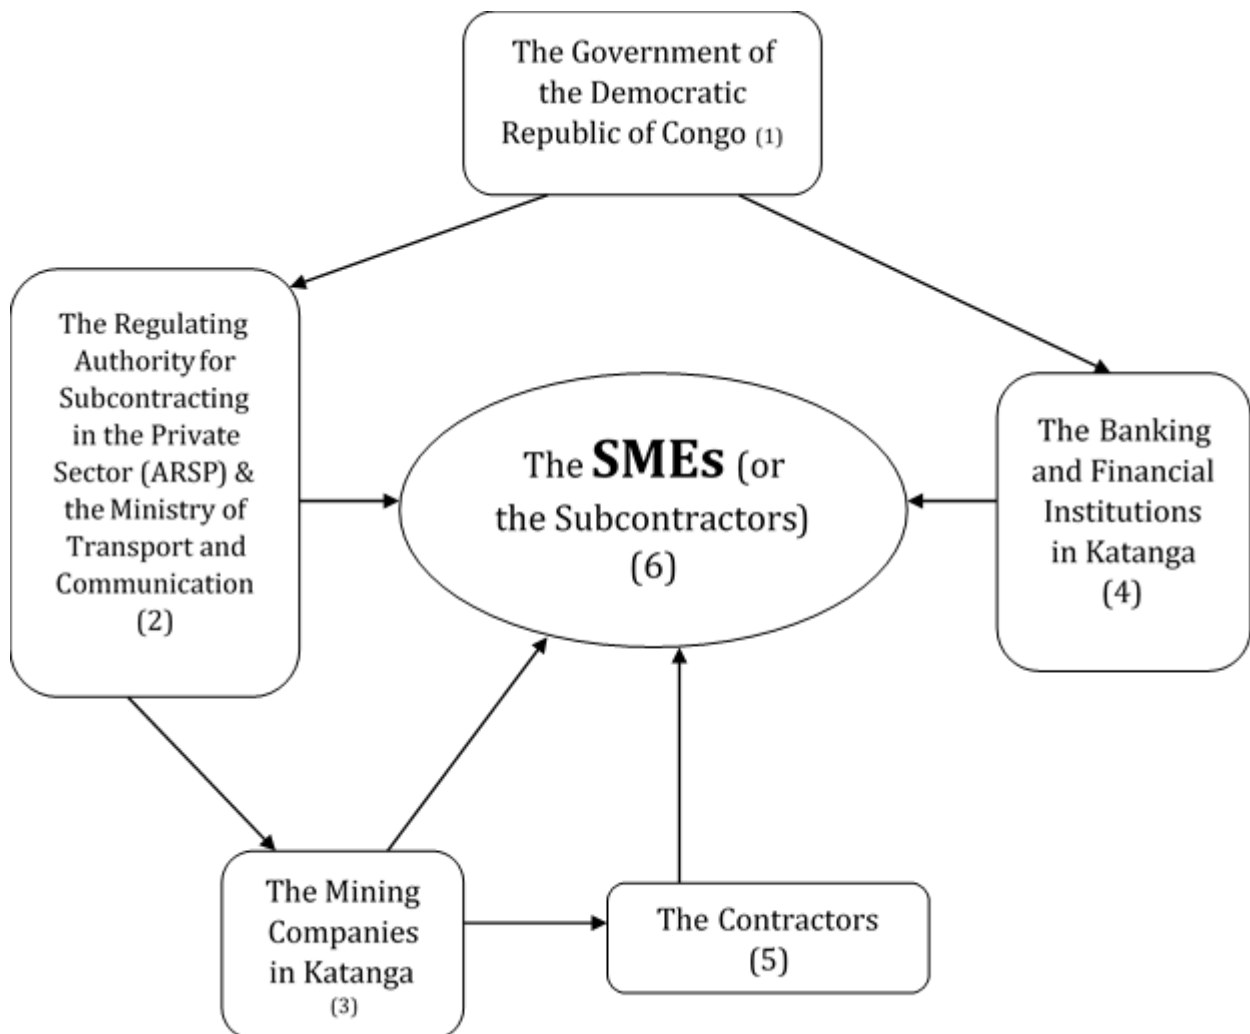 The Government of
the Democratic
Republic of Congo (1)
The Regulating
Authority for
Subcontracting
in the Private
Sector (ARSP) &
the Ministry of
Transport and
Communication
(2)
The SMEs (or
the Subcontractors)
(6)
The Banking
and Financial
Institutions
in Katanga
(4)
The Mining
Companies
in Katanga
(3)
The Contractors
(5)